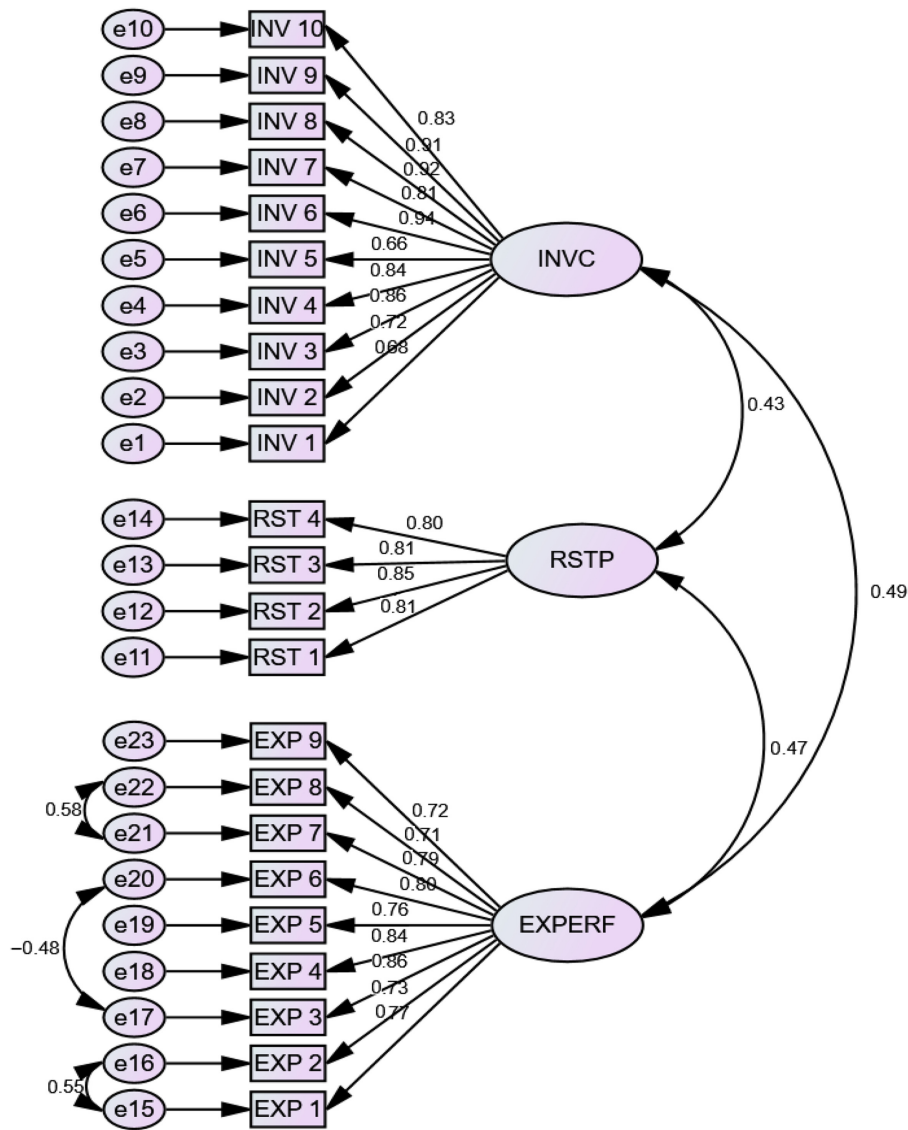 e10 INV 10
e9 INV 9
0.83
e8 INV 8
0.91
e7 INV 7
0.92
0.81
e6 INV 6
0.94
0.66
e5 INV 5
INVC
0.84
e4 INV 4
0.86
e3 INV 3
0.72
0.68
e2 INV 2
0.43
e1 INV 1
e14 RST 4
0.80
0.81
e13 RST 3
RSTP
0.85
0.49
e12 RST 2
0.81
e11 RST 1
e23 EXP 9
0.47
e22 EXP 8
0.58
0.72
e21 EXP 7
0.71
0.79
e20 EXP 6
0.80
0.76
e19 EXP 5
EXPERF
0.84
−0.48
0.86
e18 EXP 4
0.73
0.77
e17 EXP 3
e16 EXP 2
0.55
e15 EXP 1